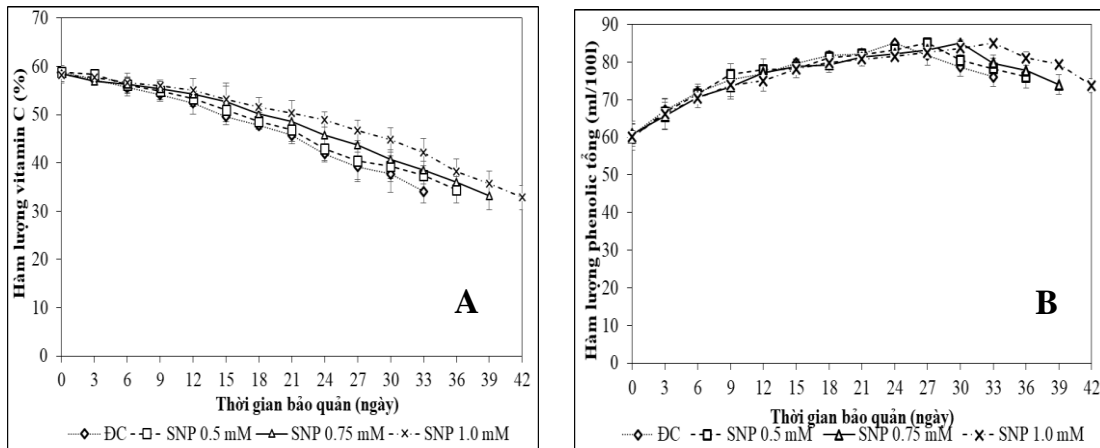 Hàm lượng vitamin C (%)
70
60
50
40
30
20
10
0
A
0 3 6 9 12 15 18 21 24 27 30 33 36 39 42
Thời gian bảo quản (ngày)
ĐC SNP 0.5 mM SNP 0.75 mM SNP 1.0 mM
Hàm lượng phenolic tổng (ml/100l)
90
80
70
60
50
40
30
20
10
0
B
0 3 6 9 12 15 18 21 24 27 30 33 36 39 42
Thời gian bảo quản (ngày)
ĐC SNP 0.5 mM SNP 0.75 mM SNP 1.0 mM